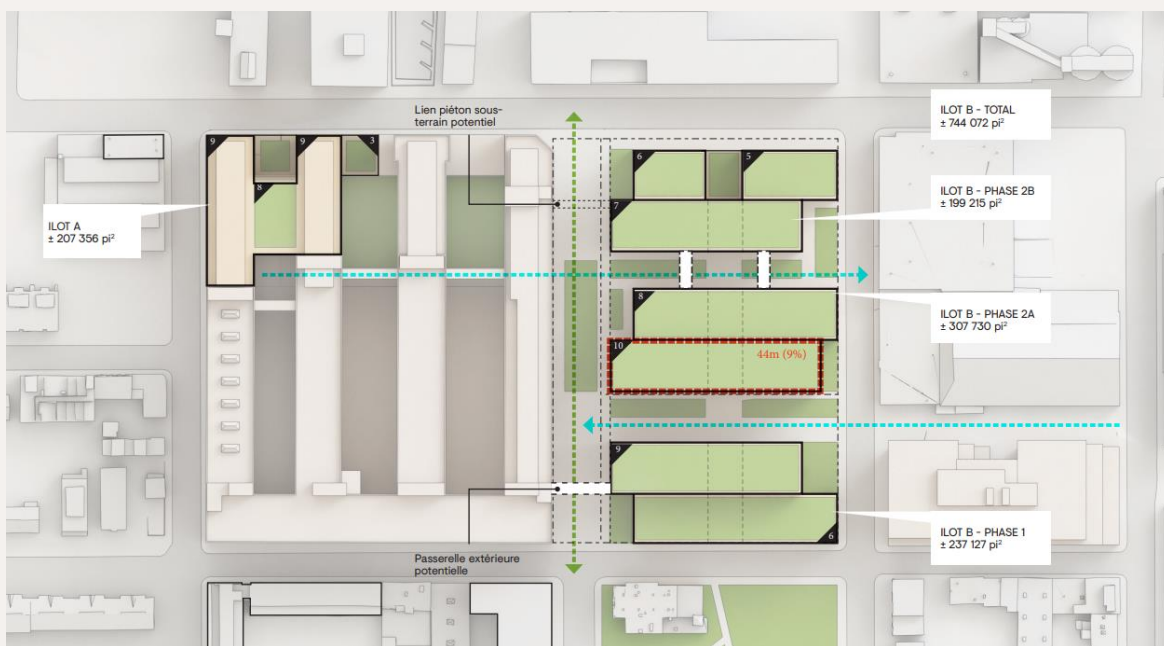 Lien piéton sous-
terrain potentiel
ILOT B - TOTAL
± 744 072 pi²
9
9
3
6
5
8
ILOT B - PHASE 2B
± 199 215 pi²
7
ILOT A
± 207 356 pi²
8
ILOT B - PHASE 2A
± 307 730 pi²
10
44m (9%)
9
ILOT B - PHASE 1
± 237 127 pi²
6
Passerelle extérieure
potentielle